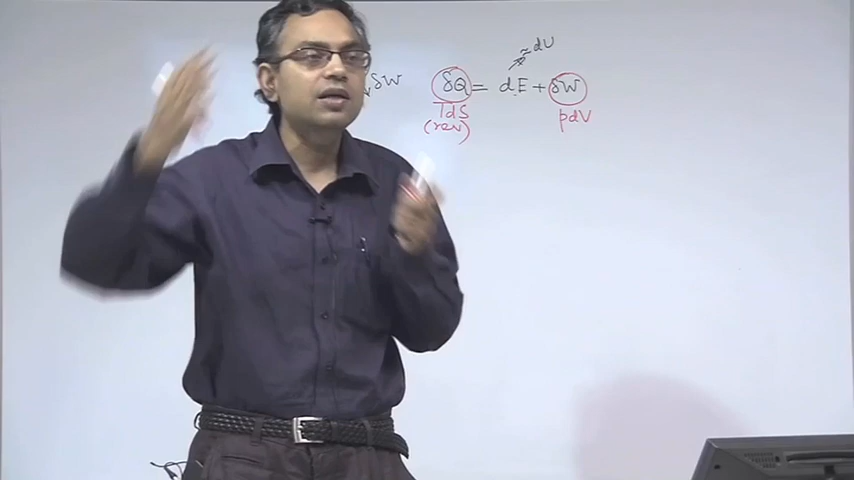 ≈ dU
δW δQ = dE + δW
TdS pdV
(rev)